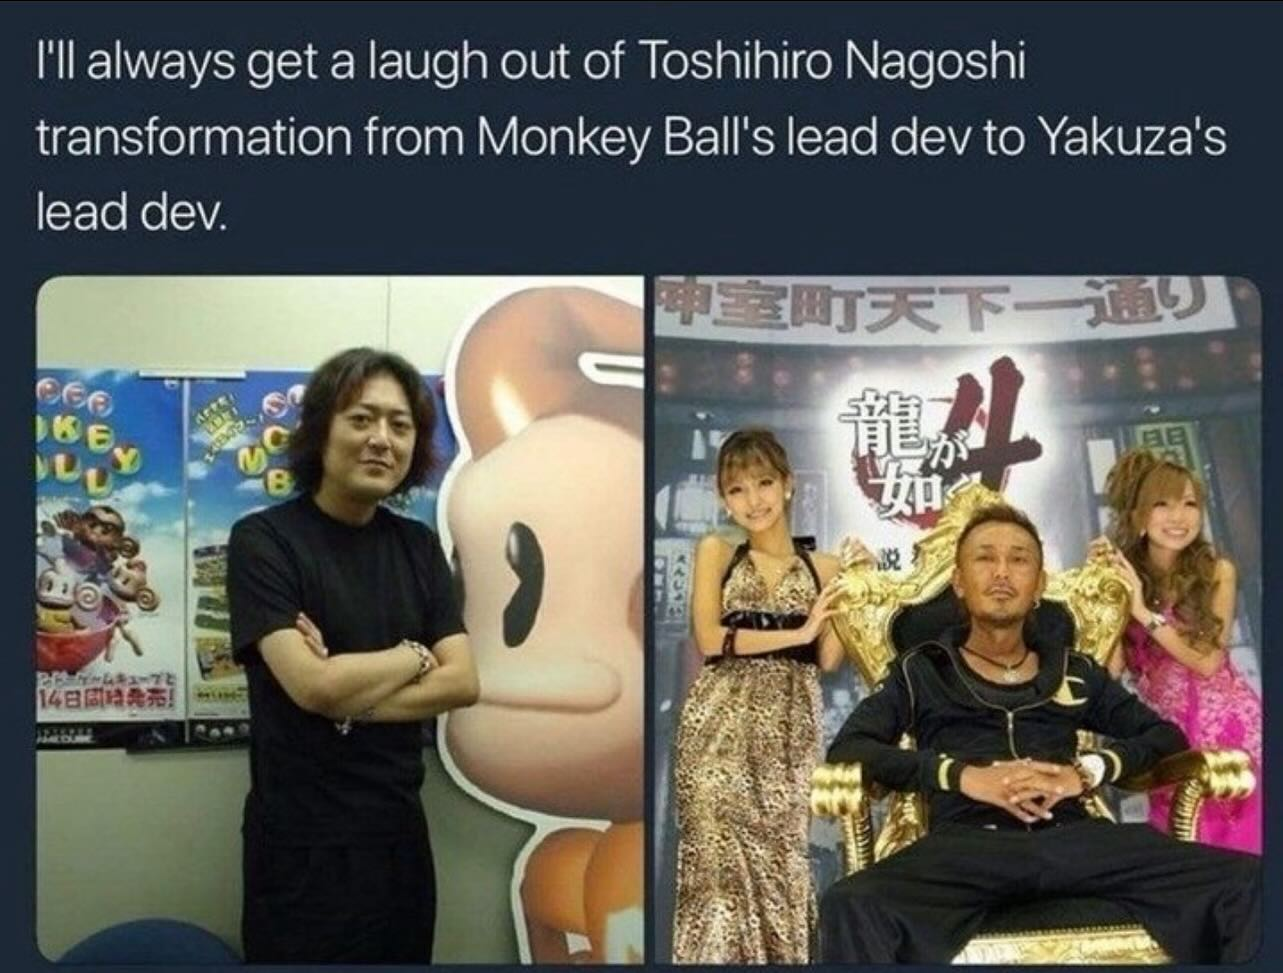 I'll always get a laugh out of Toshihiro Nagoshi
transformation from Monkey Ball's lead dev to Yakuza's
lead dev.
14日同時発売!
神室町天下一通り
龍が
如く
4